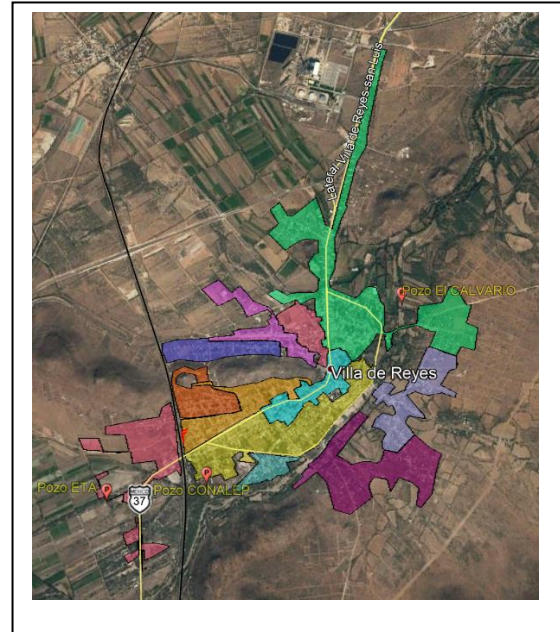 Lateral Villa de Reyes-san Luis
Pozo El CALVARIO
Villa de Reyes
Pozo ETA
Pozo CONALEP
37